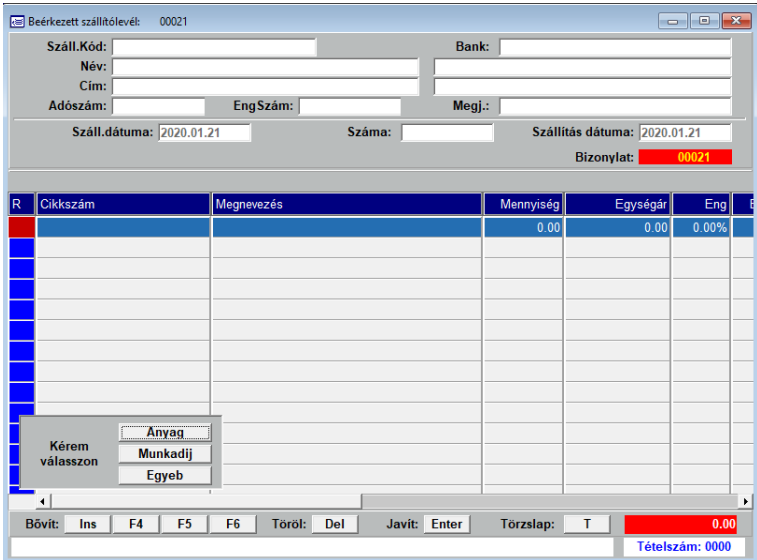 Beérkezett szállítólevél: 00021
Száll.Kód: Bank:
Név:
Cím:
Adószám: EngSzám: Megj.:
Száll.dátuma: 2020.01.21 Száma: Szállítás dátuma: 2020.01.21
Bizonylat: 00021
R Cikkszám Megnevezés Mennyiség Egységár Eng
0.00 0.00 0.00%
Kérem válasszon
Anyag
Munkadij
Egyeb
Bővít: Ins F4 F5 F6 Töröl: Del Javít: Enter Törzslap: T 0.00
Tételszám: 0000